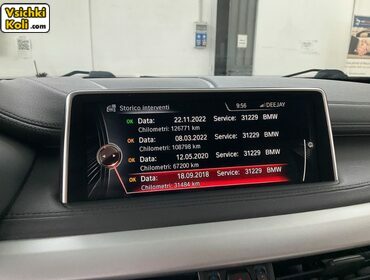 Vsichki
Koli.com
Storico interventi 9:56 DEEJAY
OK Data: 22.11.2022 Service: 31229 BMW
Chilometri: 126771 km
OK Data: 08.03.2022 Service: 31229 BMW
Chilometri: 108798 km
OK Data: 12.05.2020 Service: 31229 BMW
Chilometri: 67200 km
OK Data: 18.09.2018 Service: 31229 BMW
Chilometri: 31484 km